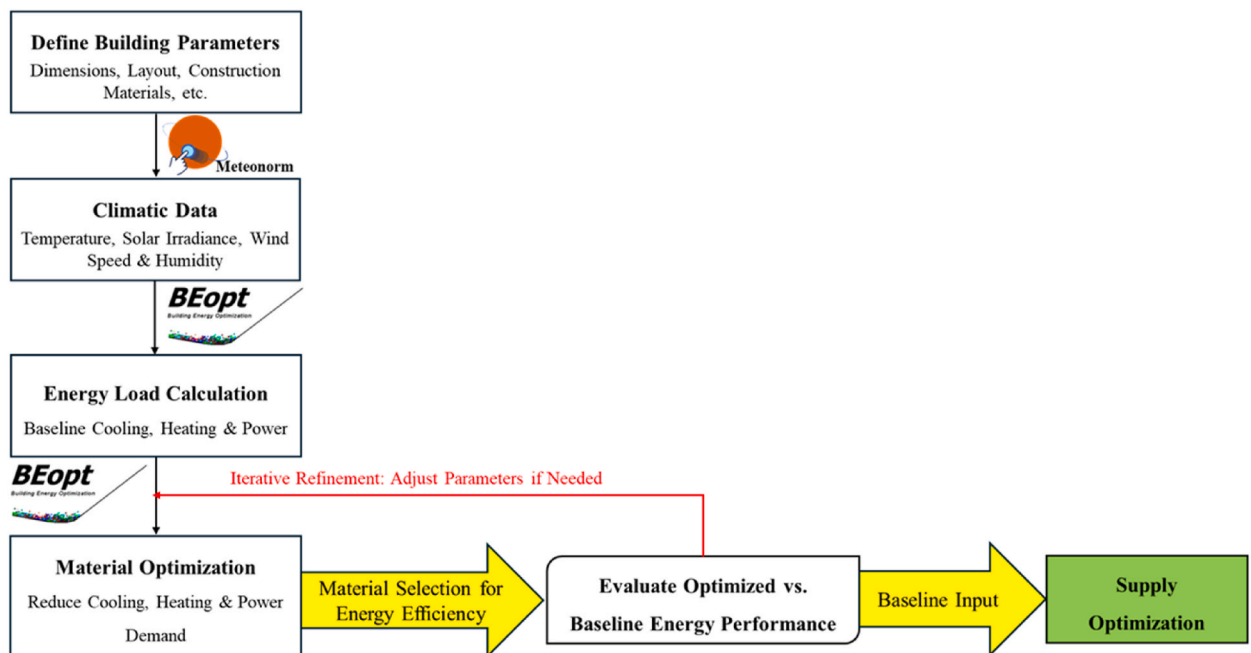 Define Building Parameters
Dimensions, Layout, Construction
Materials, etc.
Meteonorm
Climatic Data
Temperature, Solar Irradiance, Wind
Speed & Humidity
BEopt
Building Energy Optimization
Energy Load Calculation
Baseline Cooling, Heating & Power
BEopt
Building Energy Optimization
Iterative Refinement: Adjust Parameters if Needed
Material Optimization
Reduce Cooling, Heating & Power
Demand
Material Selection for
Energy Efficiency
Evaluate Optimized vs.
Baseline Energy Performance
Baseline Input
Supply
Optimization